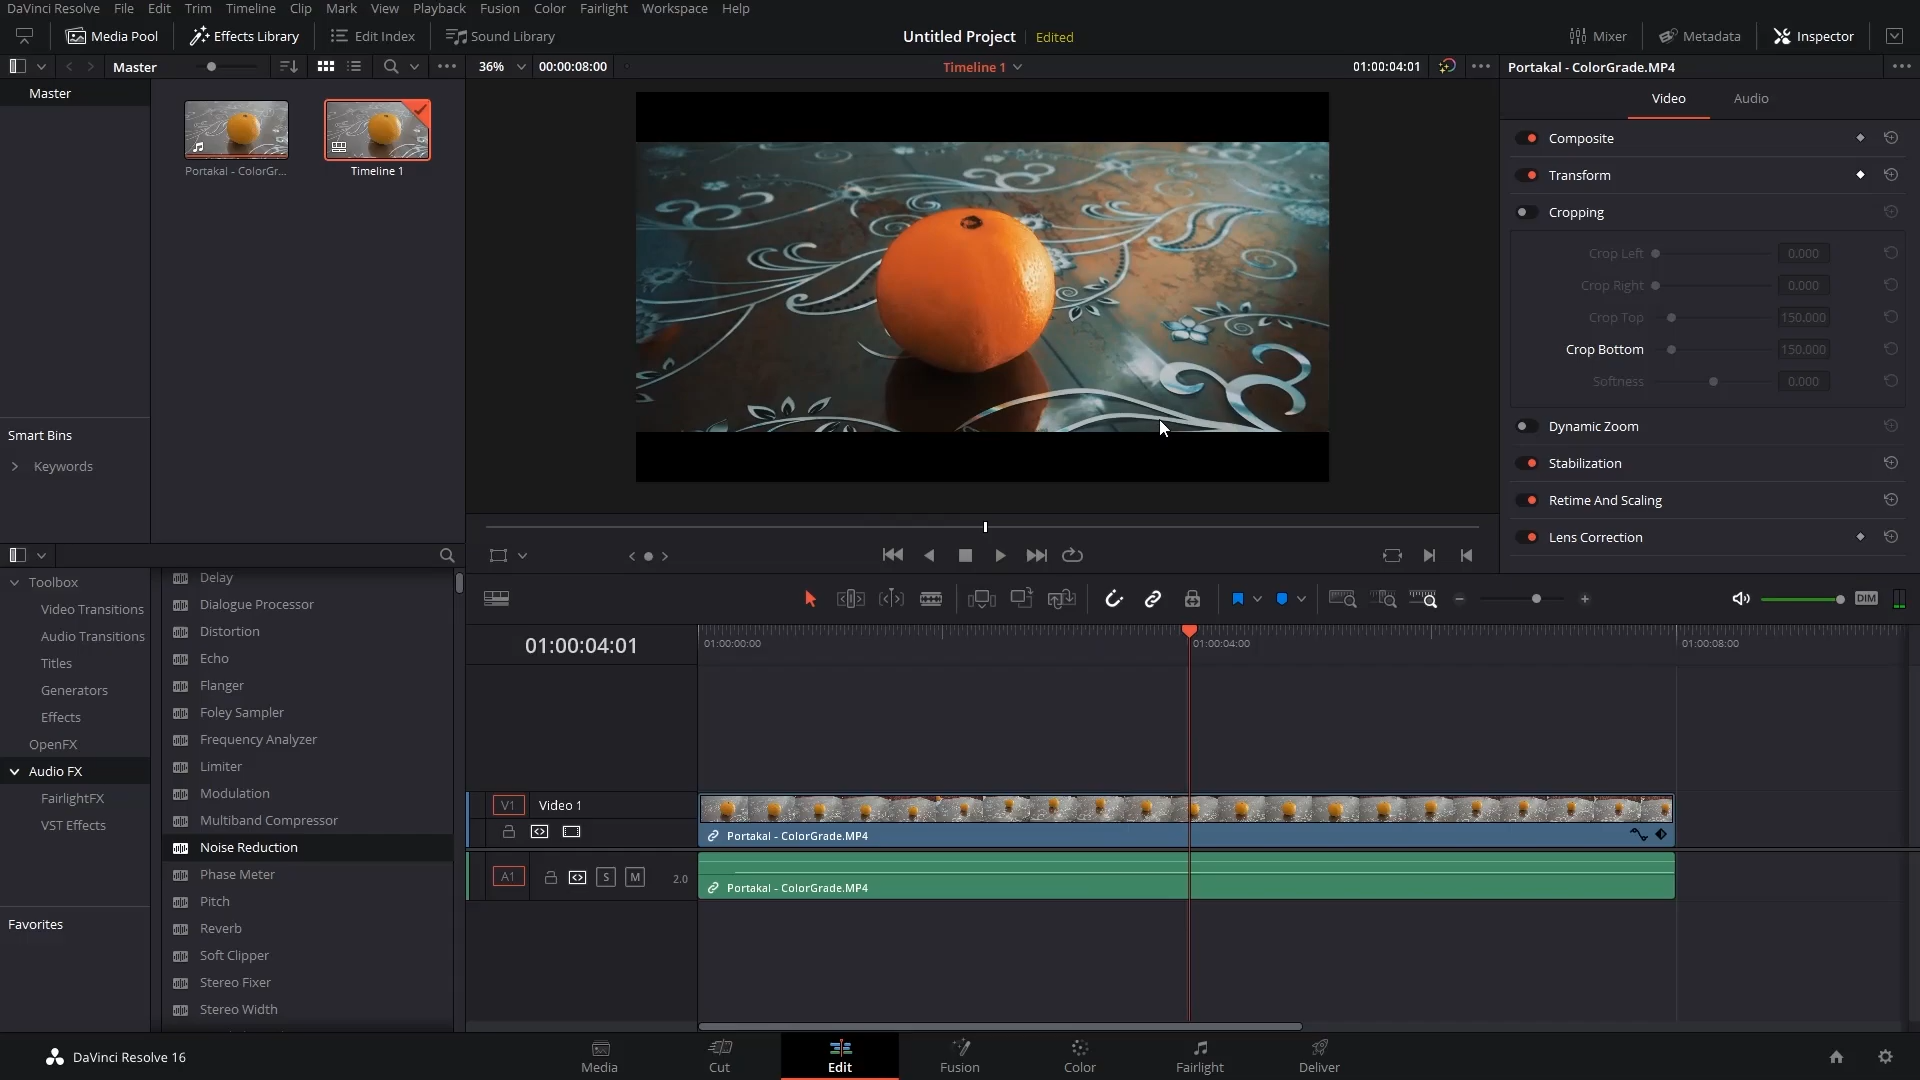 DaVinci Resolve File Edit Trim Timeline Clip Mark View Playback Fusion Color Fairlight Workspace Help
Media Pool Effects Library Edit Index Sound Library Untitled Project Edited Mixer Metadata Inspector
Master 36% 00:00:08:00 Timeline 1 01:00:04:01 Portakal - ColorGrade.MP4
Master
Portakal - ColorGr...
Timeline 1
Smart Bins
Keywords
Video Audio
Composite
Transform
Cropping
Crop Left 0.000
Crop Right 0.000
Crop Top 150.000
Crop Bottom 150.000
Softness 0.000
Dynamic Zoom
Stabilization
Retime And Scaling
Lens Correction
Toolbox
Video Transitions
Audio Transitions
Titles
Generators
Effects
OpenFX
Audio FX
FairlightFX
VST Effects
Favorites
Delay
Dialogue Processor
Distortion
Echo
Flanger
Foley Sampler
Frequency Analyzer
Limiter
Modulation
Multiband Compressor
Noise Reduction
Phase Meter
Pitch
Reverb
Soft Clipper
Stereo Fixer
Stereo Width
DIM
01:00:04:01 01:00:00:00 01:00:04:00 01:00:08:00
V1 Video 1
Portakal - ColorGrade.MP4
A1 S M 2.0
Portakal - ColorGrade.MP4
DaVinci Resolve 16 Media Cut Edit Fusion Color Fairlight Deliver